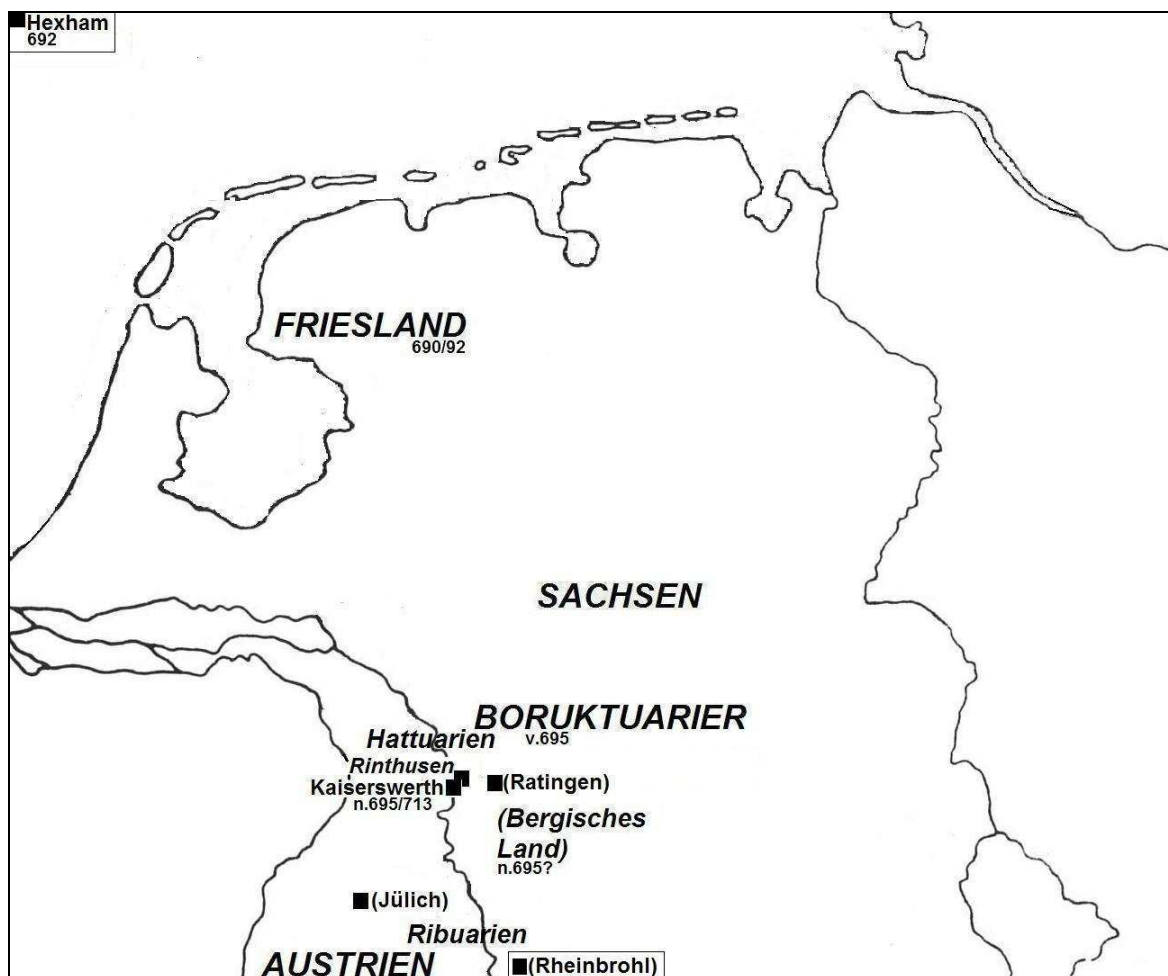 Hexham
692
FRIESLAND
690/92
SACHSEN
BORUKTUARIER
v.695
Hattuarien
Rinthusen
Kaiserswerth
n.695/713
(Ratingen)
(Bergisches
Land)
n.695?
(Jülich)
Ribuarien
AUSTRIEN
(Rheinbrohl)